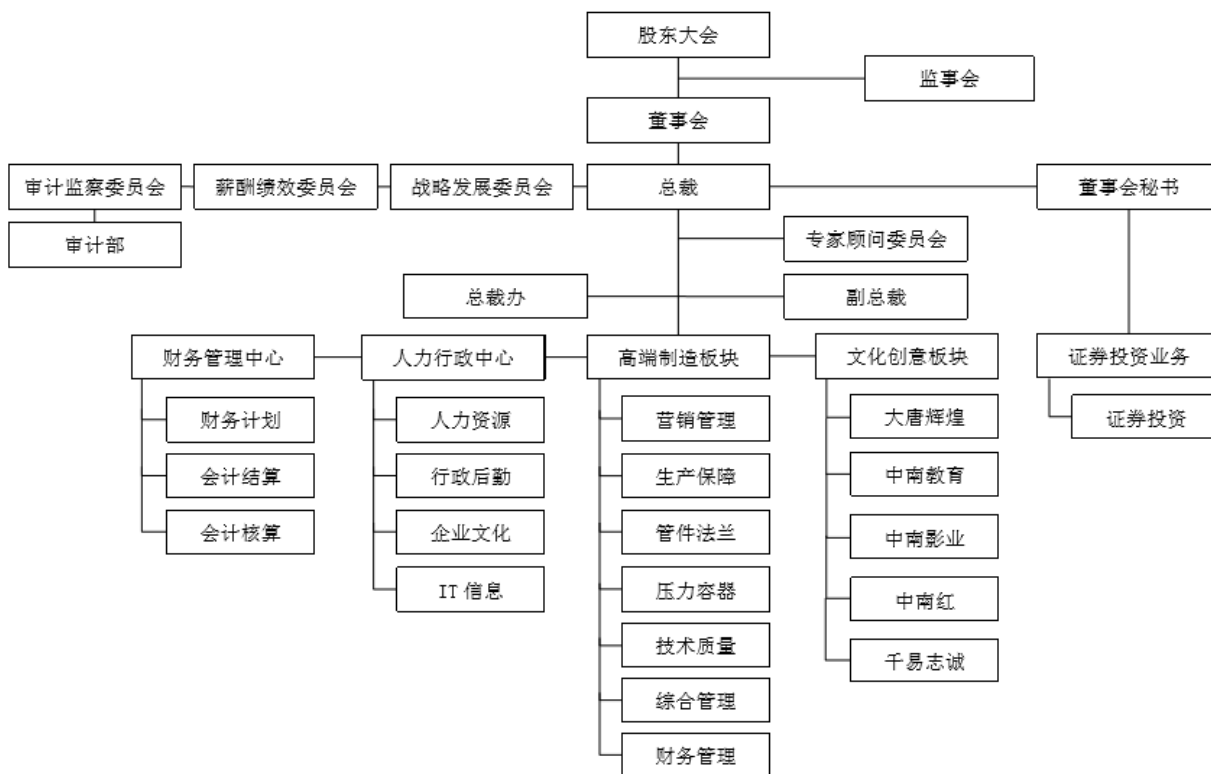 股东大会
监事会
董事会
审计监察委员会
薪酬绩效委员会
战略发展委员会
总裁
董事会秘书
审计部
专家顾问委员会
总裁办
副总裁
财务管理中心
人力行政中心
高端制造板块
文化创意板块
证券投资业务
财务计划
人力资源
营销管理
大唐辉煌
证券投资
会计结算
行政后勤
生产保障
中南教育
会计核算
企业文化
管件法兰
中南影业
IT 信息
压力容器
中南红
技术质量
千易志诚
综合管理
财务管理